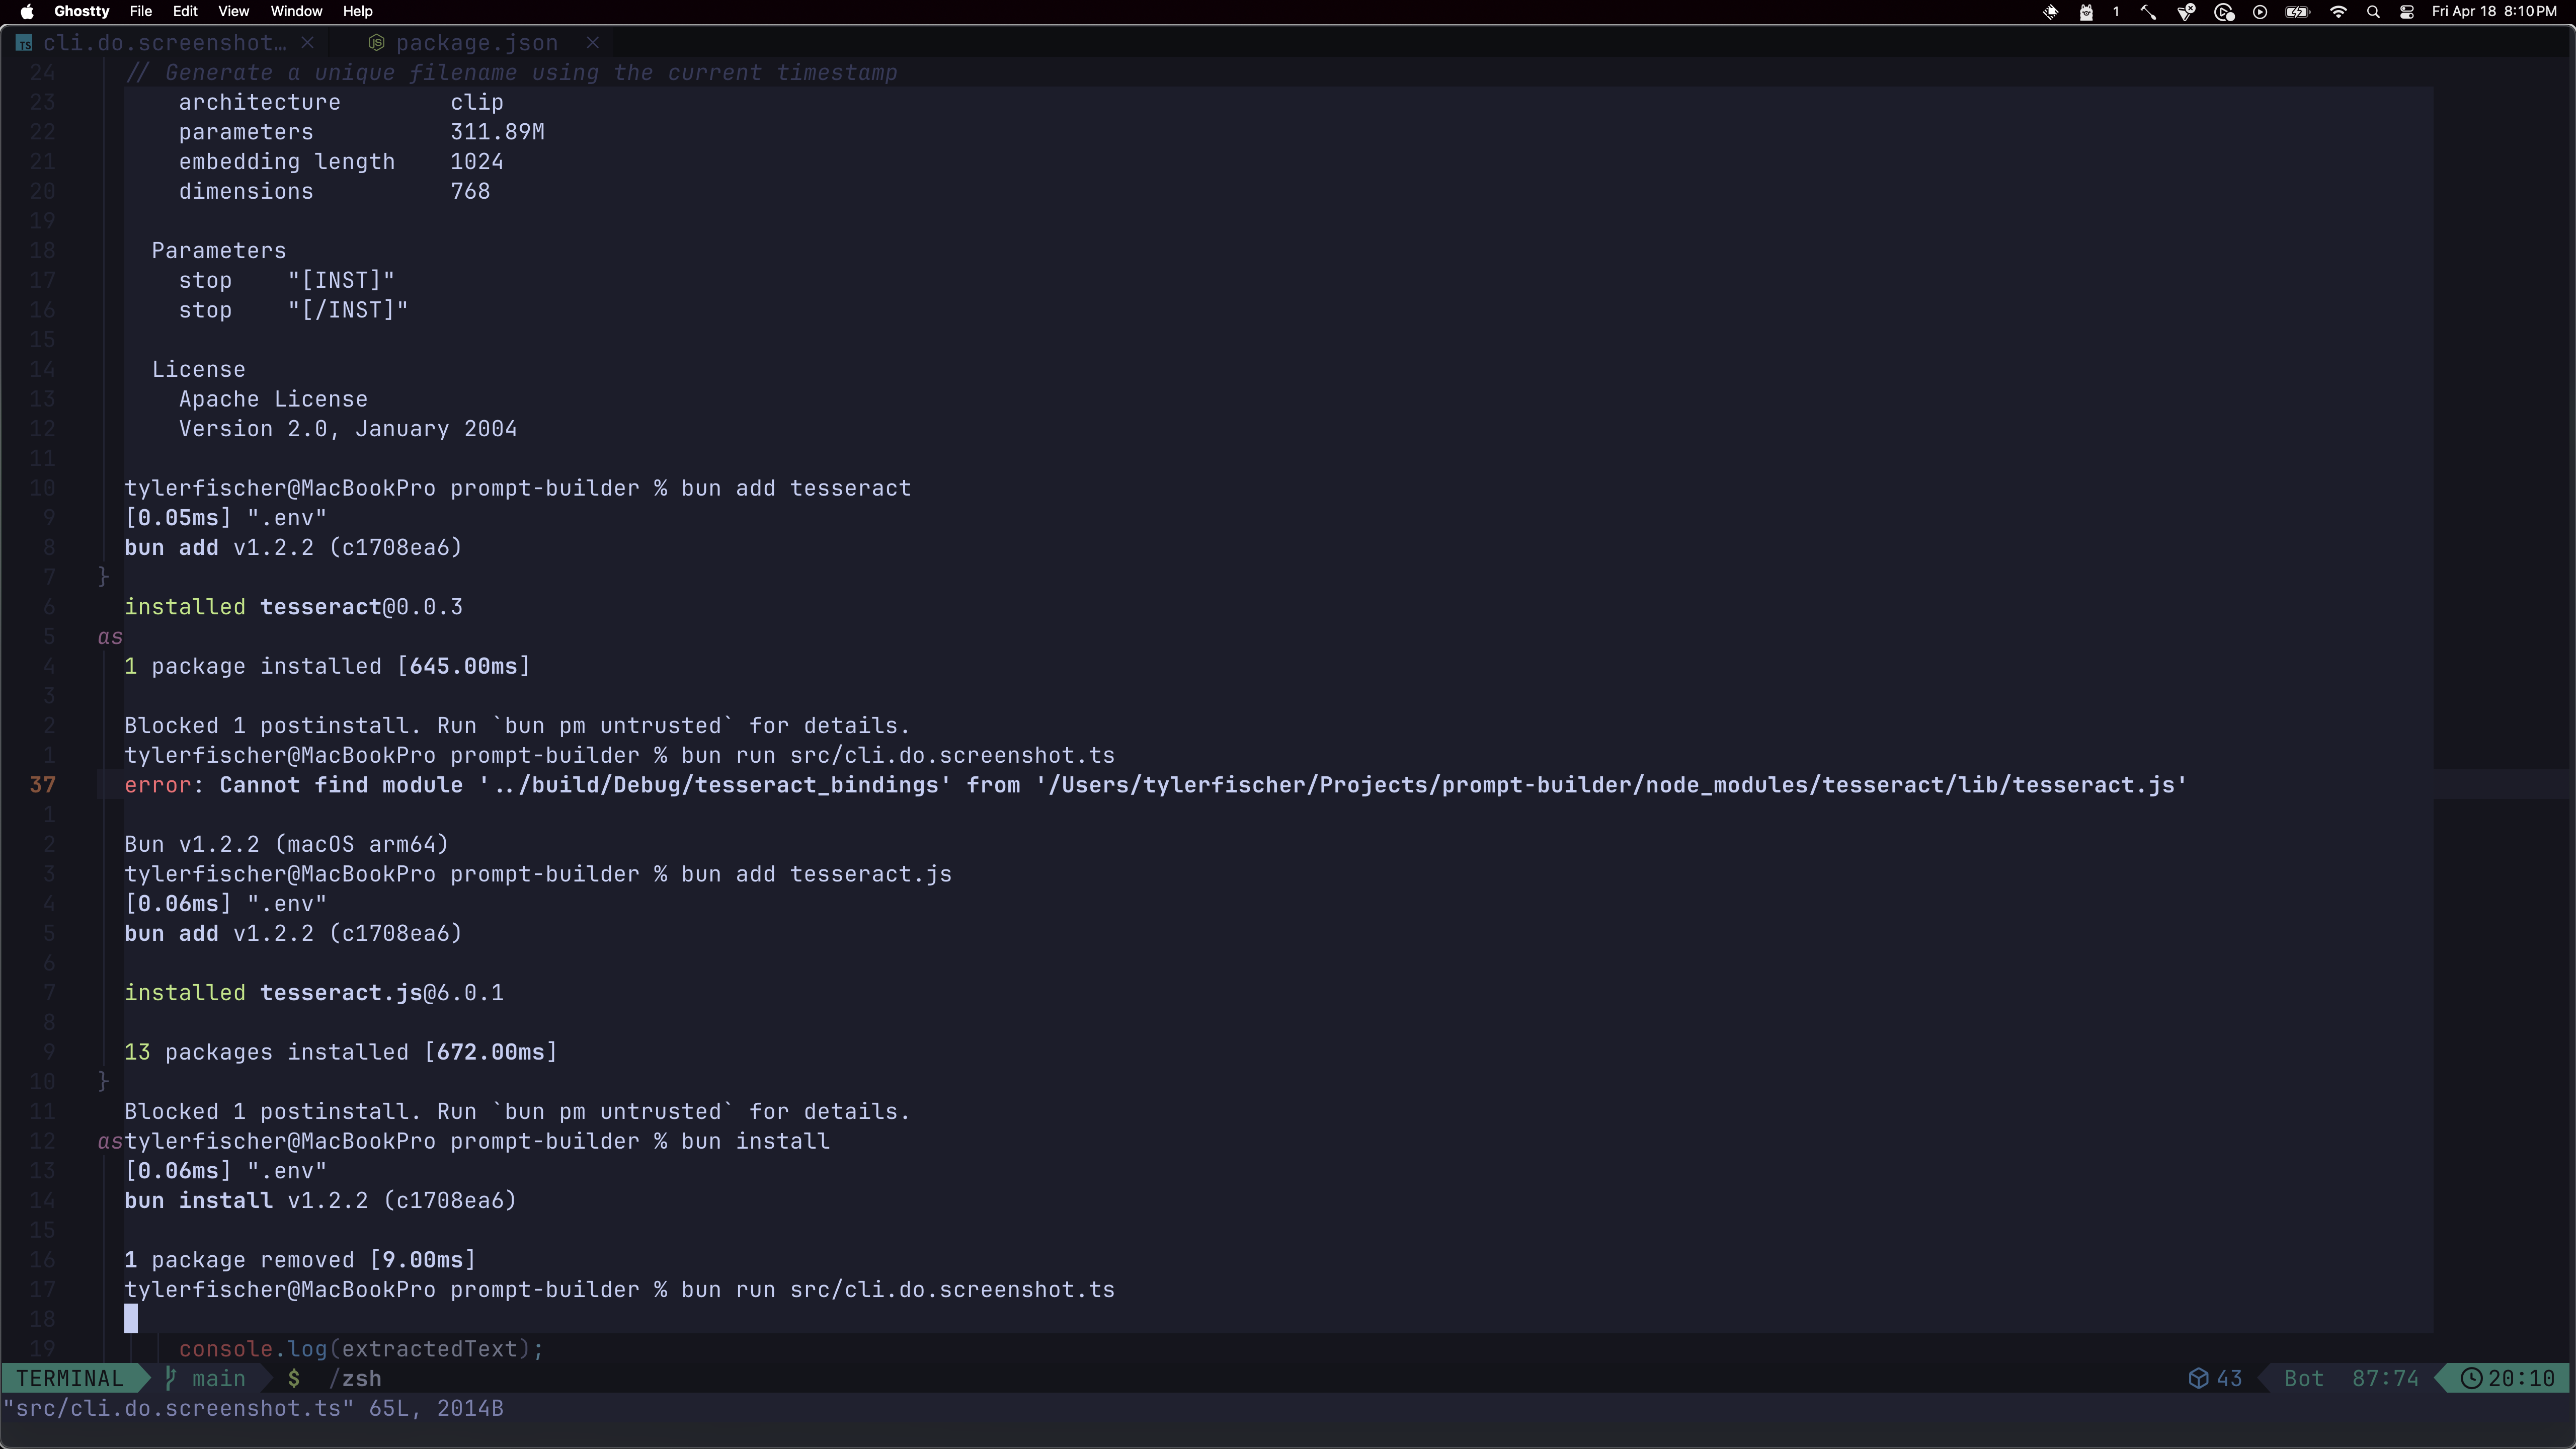 Ghostty File Edit View Window Help 1 Fri Apr 18 8:10 PM
TS cli.do.screenshot… × JS package.json ×
24 // Generate a unique filename using the current timestamp
23 architecture clip
22 parameters 311.89M
21 embedding length 1024
20 dimensions 768
19
18 Parameters
17 stop "[INST]"
16 stop "[/INST]"
15
14 License
13 Apache License
12 Version 2.0, January 2004
11
10 tylerfischer@MacBookPro prompt-builder % bun add tesseract
9 [0.05ms] ".env"
8 bun add v1.2.2 (c1708ea6)
7 }
6 installed tesseract@0.0.3
5 as
4 1 package installed [645.00ms]
3
2 Blocked 1 postinstall. Run `bun pm untrusted` for details.
1 tylerfischer@MacBookPro prompt-builder % bun run src/cli.do.screenshot.ts
37 error: Cannot find module '../build/Debug/tesseract_bindings' from '/Users/tylerfischer/Projects/prompt-builder/node_modules/tesseract/lib/tesseract.js'
1
2 Bun v1.2.2 (macOS arm64)
3 tylerfischer@MacBookPro prompt-builder % bun add tesseract.js
4 [0.06ms] ".env"
5 bun add v1.2.2 (c1708ea6)
6
7 installed tesseract.js@6.0.1
8
9 13 packages installed [672.00ms]
10 }
11 Blocked 1 postinstall. Run `bun pm untrusted` for details.
12 astylerfischer@MacBookPro prompt-builder % bun install
13 [0.06ms] ".env"
14 bun install v1.2.2 (c1708ea6)
15
16 1 package removed [9.00ms]
17 tylerfischer@MacBookPro prompt-builder % bun run src/cli.do.screenshot.ts
18
19 console.log(extractedText);
TERMINAL main $ /zsh 43 Bot 87:74 20:10
"src/cli.do.screenshot.ts" 65L, 2014B